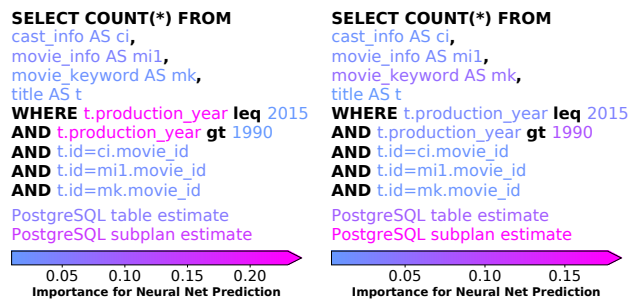 SELECT COUNT(*) FROM
cast_info AS ci,
movie_info AS mi1,
movie_keyword AS mk,
title AS t
WHERE t.production_year leq 2015
AND t.production_year gt 1990
AND t.id=ci.movie_id
AND t.id=mi1.movie_id
AND t.id=mk.movie_id
PostgreSQL table estimate
PostgreSQL subplan estimate
0.05 0.10 0.15 0.20
Importance for Neural Net Prediction
SELECT COUNT(*) FROM
cast_info AS ci,
movie_info AS mi1,
movie_keyword AS mk,
title AS t
WHERE t.production_year leq 2015
AND t.production_year gt 1990
AND t.id=ci.movie_id
AND t.id=mi1.movie_id
AND t.id=mk.movie_id
PostgreSQL table estimate
PostgreSQL subplan estimate
0.05 0.10 0.15
Importance for Neural Net Prediction